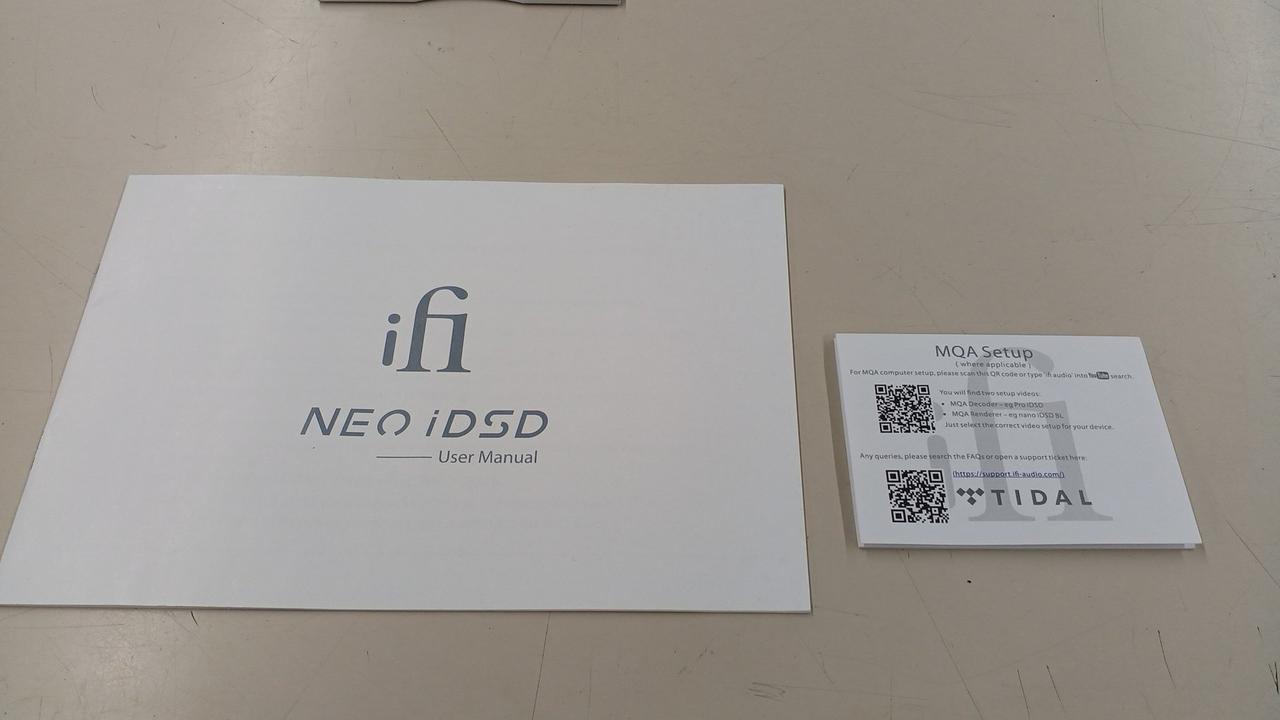 ifi
NEO iDSD
User Manual
MQA Setup
( where applicable )
For MQA computer setup, please scan this QR code or type 'ifi audio' into YouTube search.
You will find two setup videos:
• MQA Decoder – eg Pro iDSD
• MQA Renderer – eg nano iDSD BL
Just select the correct video setup for your device.
Any queries, please search the FAQs or open a support ticket here:
(https://support.ifi-audio.com/)
TIDAL
ifi